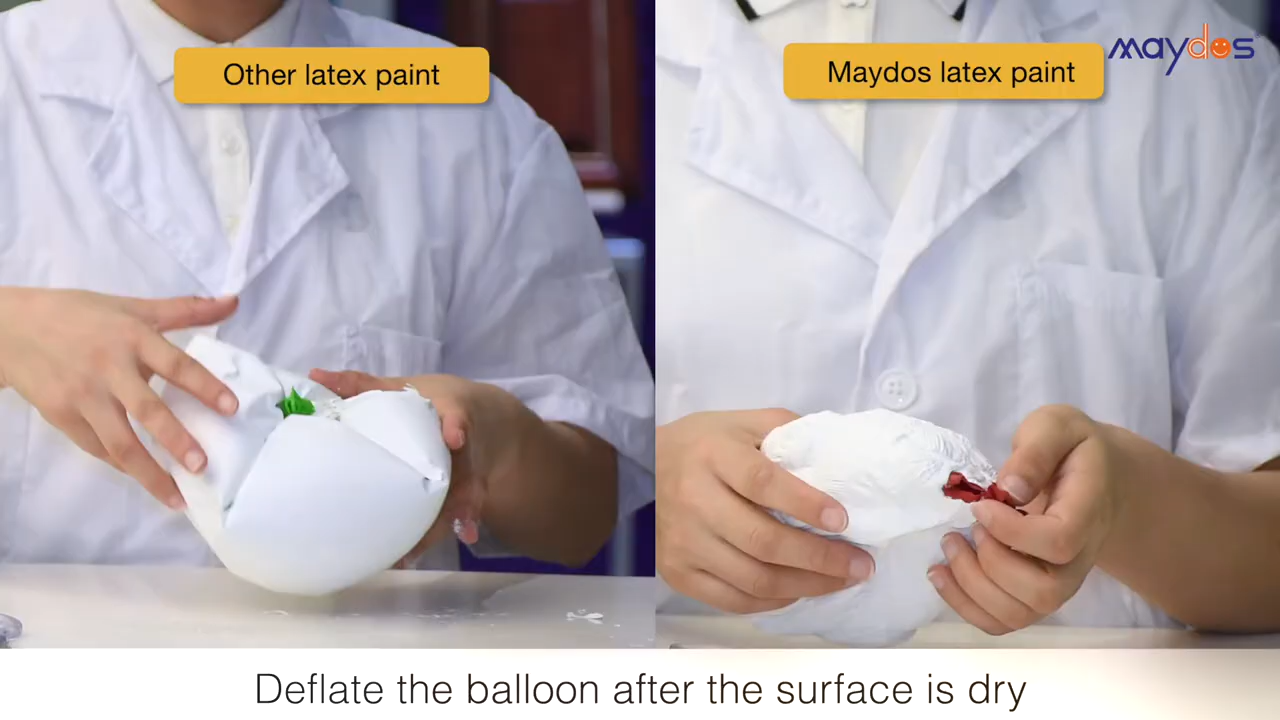 Other latex paint
Maydos latex paint
maydos
Deflate the balloon after the surface is dry